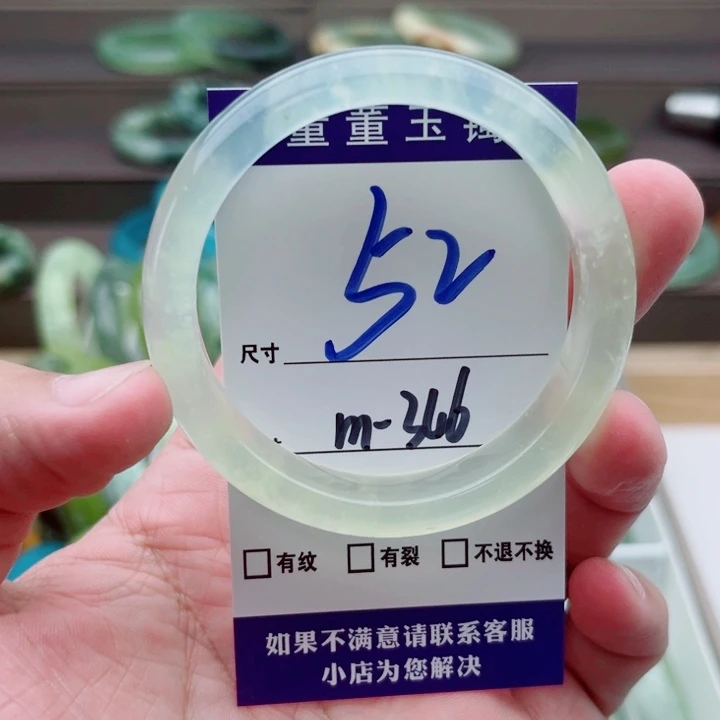 董董玉镯
52
尺寸
m-346
有纹 有裂 不退不换
如果不满意请联系客服
小店为您解决